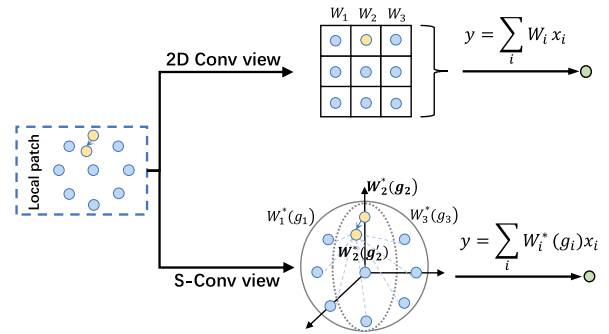 Local patch
2D Conv view
W₁ W₂ W₃
y = ∑ᵢ Wᵢ xᵢ
S-Conv view
W₂*(g₂)
W₁*(g₁)
W₃*(g₃)
W₂*(g₂′)
y = ∑ᵢ Wᵢ*(gᵢ)xᵢ